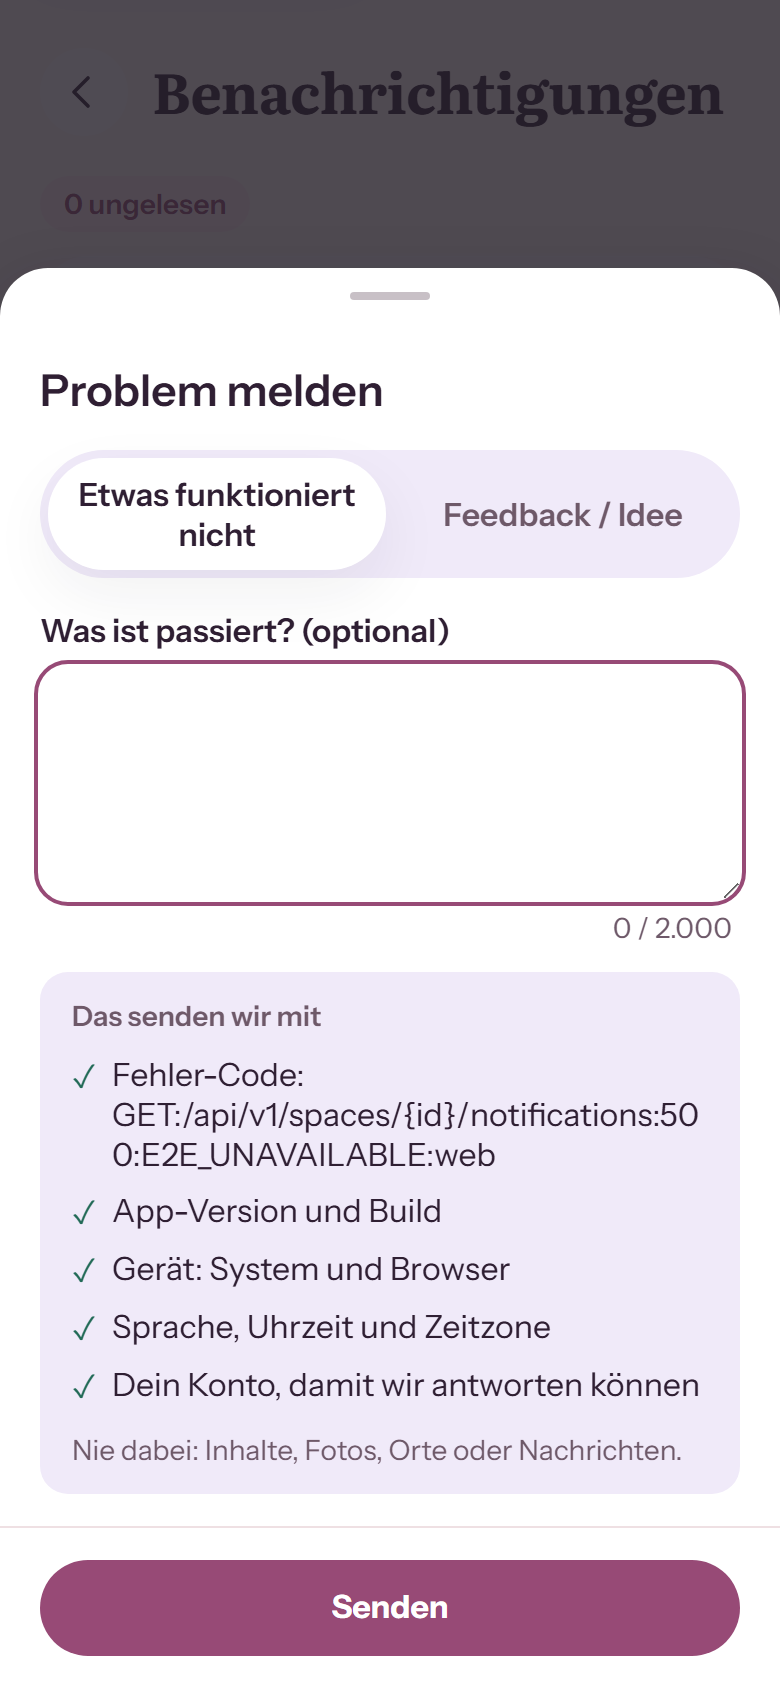 Benachrichtigungen
0 ungelesen
Problem melden
Etwas funktioniert
nicht
Feedback / Idee
Was ist passiert? (optional)
0 / 2.000
Das senden wir mit
✓ Fehler-Code:
GET:/api/v1/spaces/{id}/notifications:50
0:E2E_UNAVAILABLE:web
✓ App-Version und Build
✓ Gerät: System und Browser
✓ Sprache, Uhrzeit und Zeitzone
✓ Dein Konto, damit wir antworten können
Nie dabei: Inhalte, Fotos, Orte oder Nachrichten.
Senden